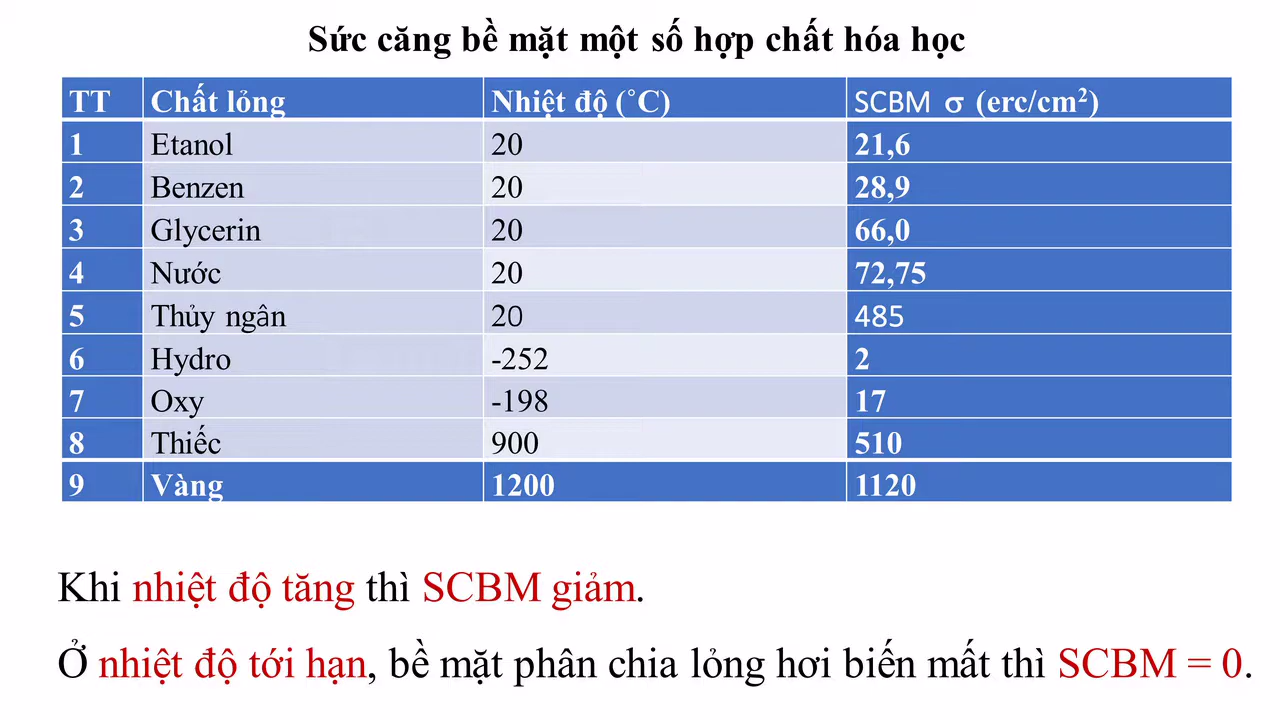 Sức căng bề mặt một số hợp chất hóa học
TT Chất lỏng Nhiệt độ (˚C) SCBM σ (erc/cm²)
1 Etanol 20 21,6
2 Benzen 20 28,9
3 Glycerin 20 66,0
4 Nước 20 72,75
5 Thủy ngân 20 485
6 Hydro -252 2
7 Oxy -198 17
8 Thiếc 900 510
9 Vàng 1200 1120
Khi nhiệt độ tăng thì SCBM giảm.
Ở nhiệt độ tới hạn, bề mặt phân chia lỏng hơi biến mất thì SCBM = 0.